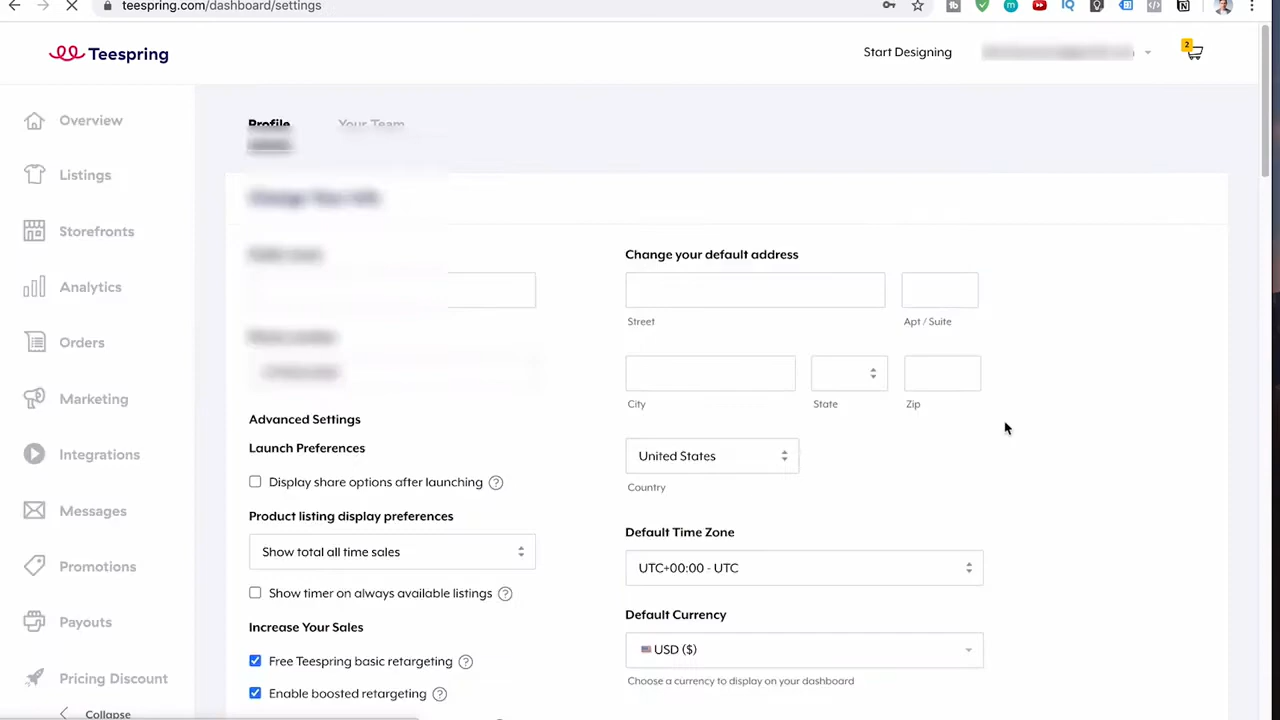 teespring.com/dashboard/settings
Teespring
Start Designing
2
Overview
Listings
Storefronts
Analytics
Orders
Marketing
Integrations
Messages
Promotions
Payouts
Pricing Discount
Collapse
Profile
Your Team
Advanced Settings
Launch Preferences
Display share options after launching ?
Product listing display preferences
Show total all time sales
Show timer on always available listings ?
Increase Your Sales
Free Teespring basic retargeting ?
Enable boosted retargeting ?
Change your default address
Street
Apt / Suite
City
State
Zip
United States
Country
Default Time Zone
UTC+00:00 - UTC
Default Currency
USD ($)
Choose a currency to display on your dashboard